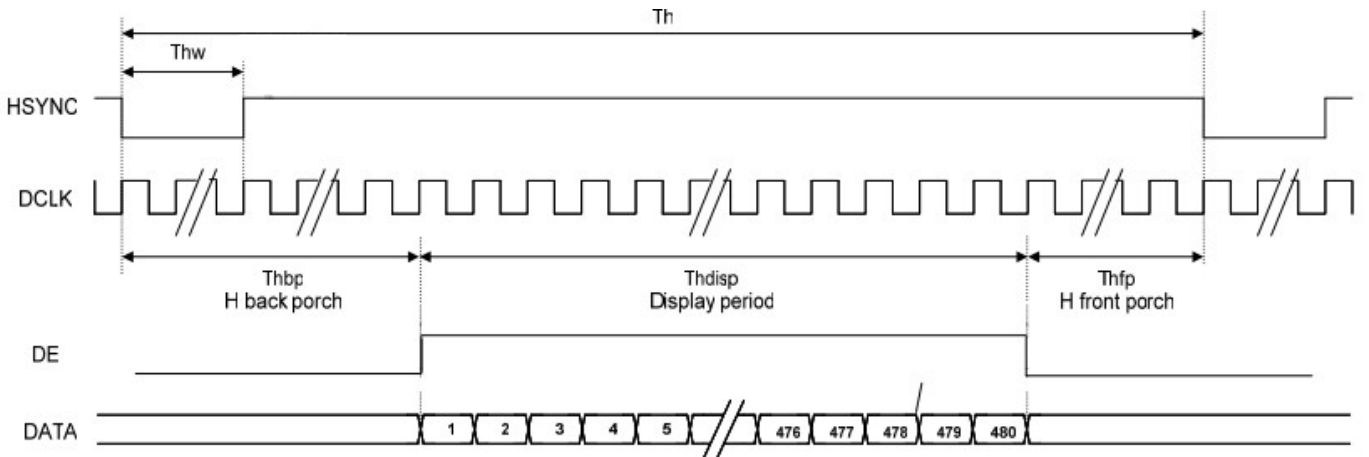 Th
Thw
HSYNC
DCLK
Thbp
H back porch
Thdisp
Display period
Thfp
H front porch
DE
DATA
1 2 3 4 5 476 477 478 479 480